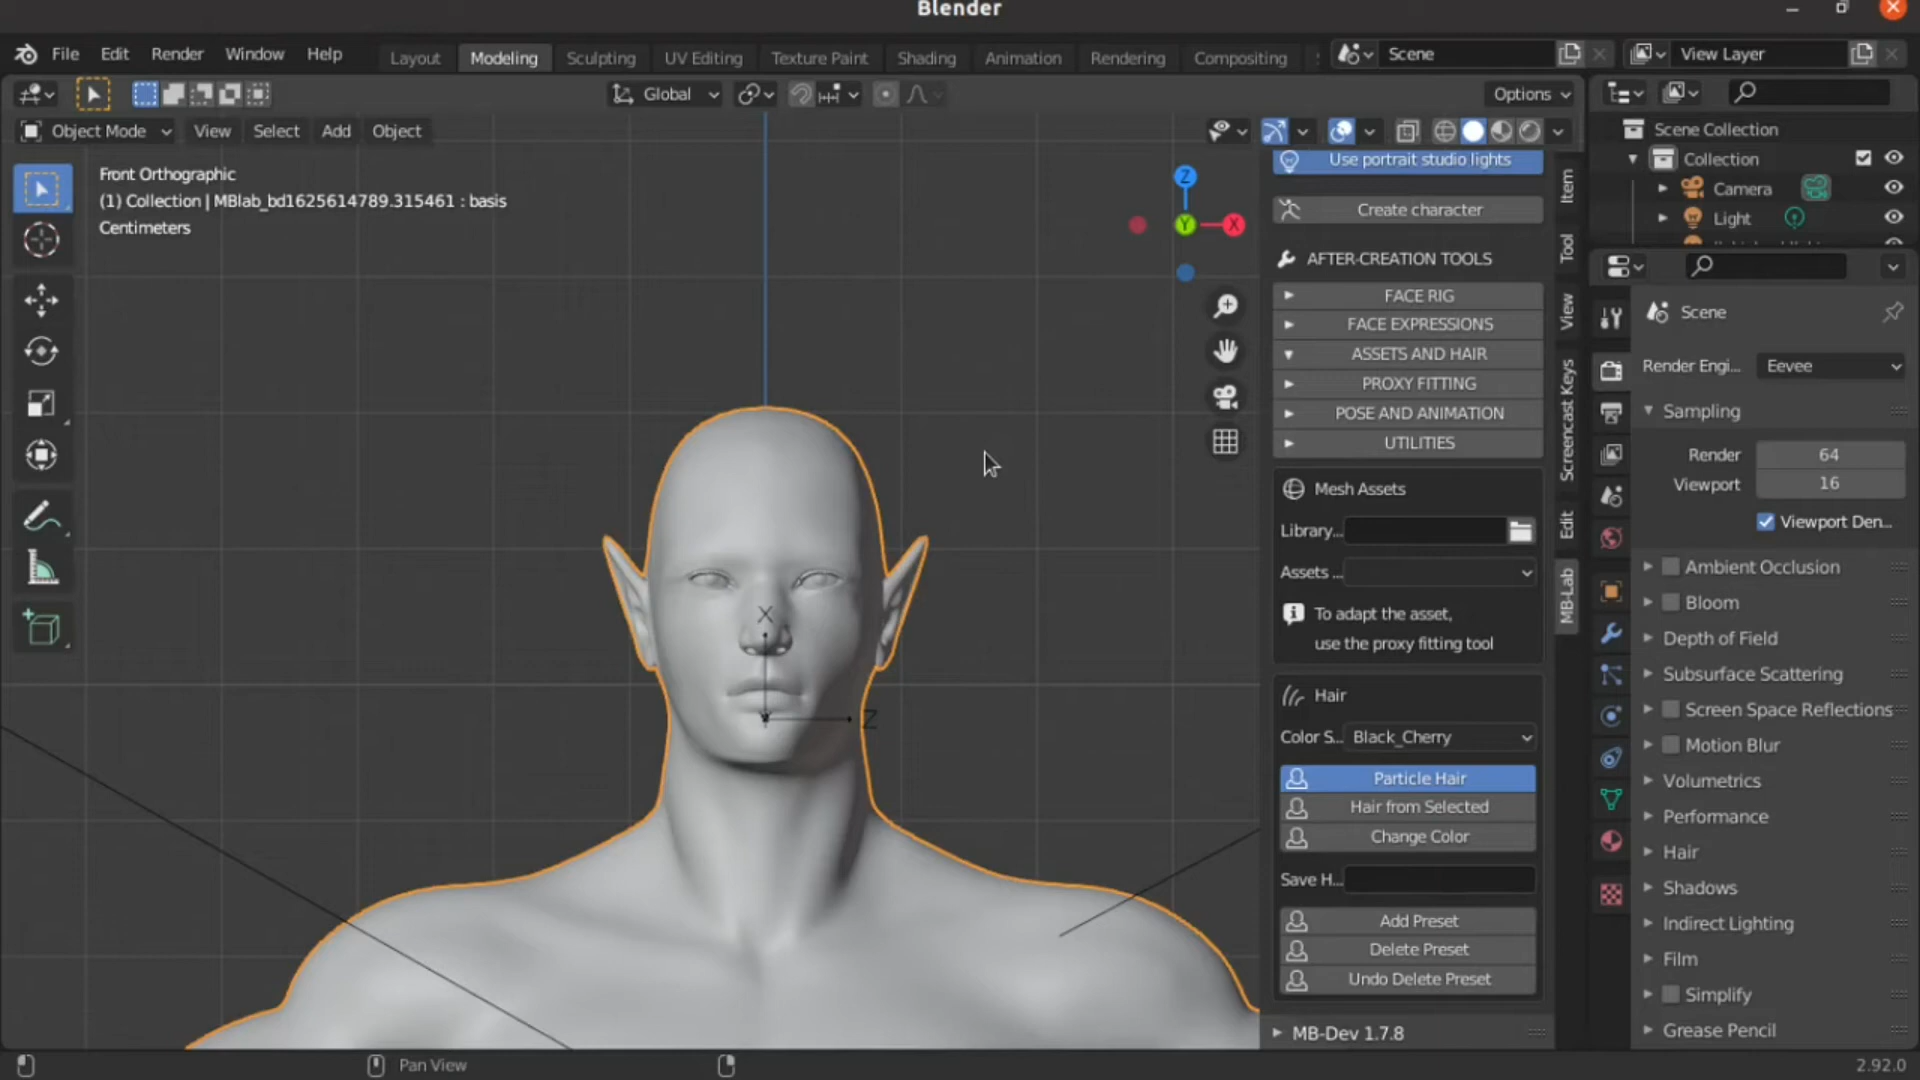 Blender
File Edit Render Window Help Layout Modeling Sculpting UV Editing Texture Paint Shading Animation Rendering Compositing Scene View Layer
Global Options
Object Mode View Select Add Object
Front Orthographic
(1) Collection | MBlab_bd1625614789.315461 : basis
Centimeters
Z
Y
X
X
Z
Use portrait studio lights
Create character
AFTER-CREATION TOOLS
FACE RIG
FACE EXPRESSIONS
ASSETS AND HAIR
PROXY FITTING
POSE AND ANIMATION
UTILITIES
Mesh Assets
Library...
Assets ...
To adapt the asset,
use the proxy fitting tool
Hair
Color S... Black_Cherry
Particle Hair
Hair from Selected
Change Color
Save H...
Add Preset
Delete Preset
Undo Delete Preset
MB-Dev 1.7.8
Item
Tool
View
Screencast Keys
Edit
MB-Lab
Scene Collection
Collection
Camera
Light
Scene
Render Engi... Eevee
Sampling
Render 64
Viewport 16
Viewport Den...
Ambient Occlusion
Bloom
Depth of Field
Subsurface Scattering
Screen Space Reflections
Motion Blur
Volumetrics
Performance
Hair
Shadows
Indirect Lighting
Film
Simplify
Grease Pencil
Pan View
2.92.0